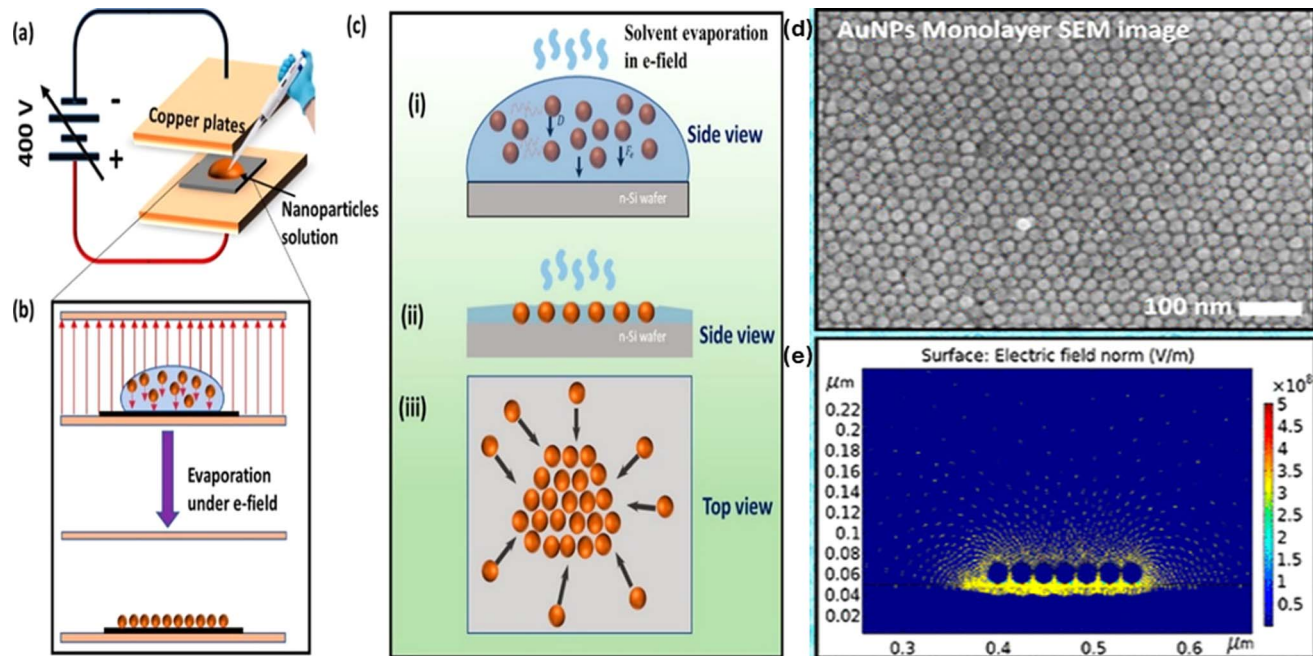 (a)
400 V
-
+
Copper plates
Nanoparticles
solution
(b)
Evaporation
under e-field
(c)
Solvent evaporation
in e-field
(i)
D
Fe
Side view
n-Si wafer
(ii)
n-Si wafer
Side view
(iii)
Top view
(d)
AuNPs Monolayer SEM image
100 nm
(e)
Surface: Electric field norm (V/m)
μm
0.22
0.2
0.18
0.16
0.14
0.12
0.1
0.08
0.06
0.04
0.02
0.3
0.4
0.5
0.6
μm
×10⁸
5
4.5
4
3.5
3
2.5
2
1.5
1
0.5